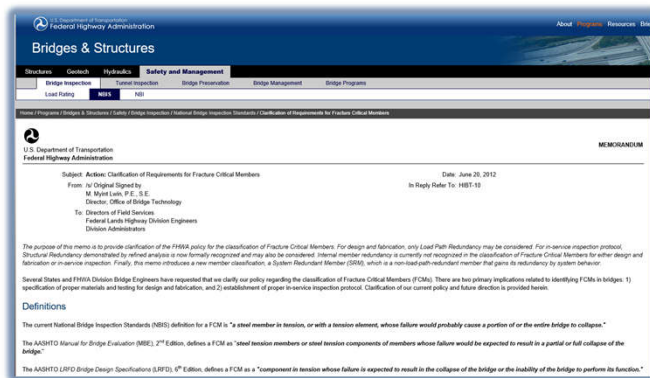 U.S. Department of Transportation
Federal Highway Administration
About Programs Resources
Bridges & Structures
Structures Geotech Hydraulics Safety and Management
Bridge Inspection Tunnel Inspection Bridge Preservation Bridge Management Bridge Programs
Load Rating NBIS NBI
Home / Programs / Bridges & Structures / Safety / Bridge Inspection / National Bridge Inspection Standards / Clarification of Requirements for Fracture Critical Members
MEMORANDUM
U.S. Department of Transportation
Federal Highway Administration
Subject: Action: Clarification of Requirements for Fracture Critical Members Date: June 20, 2012
From: /s/ Original Signed by In Reply Refer To: HIBT-10
M. Myint Lwin, P.E., S.E.
Director, Office of Bridge Technology
To: Directors of Field Services
Federal Lands Highway Division Engineers
Division Administrators
The purpose of this memo is to provide clarification of the FHWA policy for the classification of Fracture Critical Members. For design and fabrication, only Load Path Redundancy may be considered. For in-service inspection protocol,
Structural Redundancy demonstrated by refined analysis is now formally recognized and may also be considered. Internal member redundancy is currently not recognized in the classification of Fracture Critical Members for either design and
fabrication or in-service inspection. Finally, this memo introduces a new member classification, a System Redundant Member (SRM), which is a non-load-path-redundant member that gains its redundancy by system behavior.
Several States and FHWA Division Bridge Engineers have requested that we clarify our policy regarding the classification of Fracture Critical Members (FCMs). There are two primary implications related to identifying FCMs in bridges: 1)
specification of proper materials and testing for design and fabrication, and 2) establishment of proper in-service inspection protocol. Clarification of our current policy and future direction is provided herein.
Definitions
The current National Bridge Inspection Standards (NBIS) definition for a FCM is "a steel member in tension, or with a tension element, whose failure would probably cause a portion of or the entire bridge to collapse."
The AASHTO Manual for Bridge Evaluation (MBE), 2nd Edition, defines a FCM as "steel tension members or steel tension components of members whose failure would be expected to result in a partial or full collapse of the
bridge."
The AASHTO LRFD Bridge Design Specifications (LRFD), 6th Edition, defines a FCM as a "component in tension whose failure is expected to result in the collapse of the bridge or the inability of the bridge to perform its function."